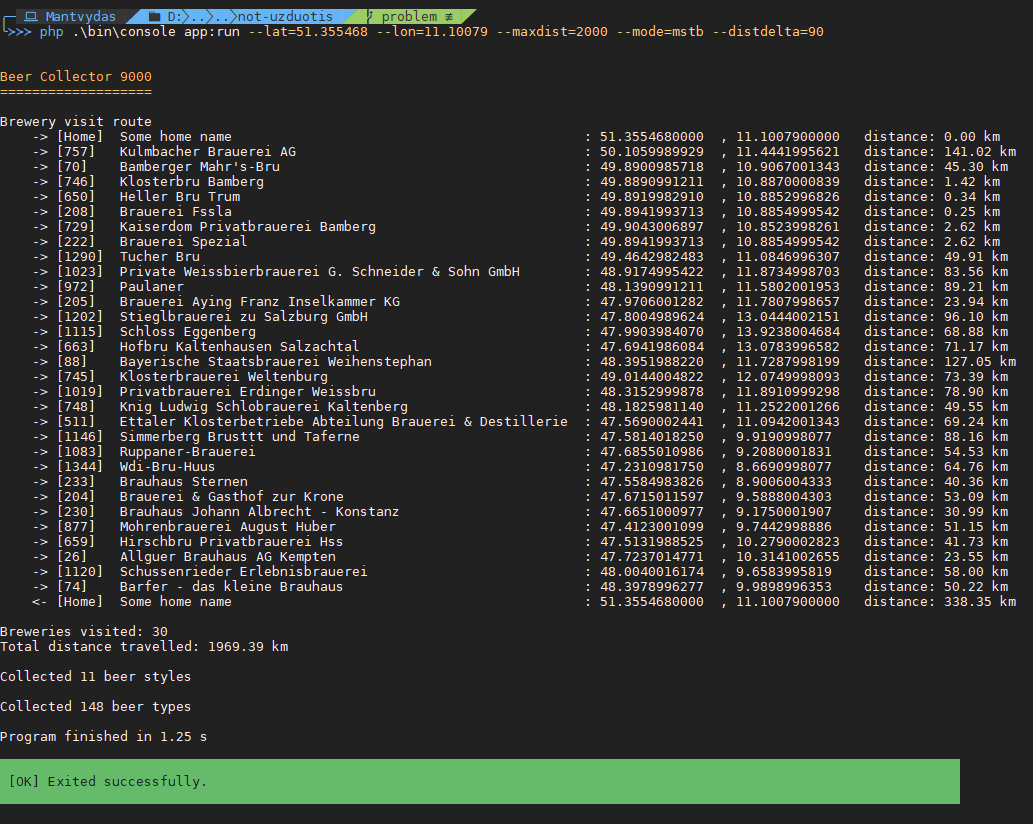 Mantvydas D:\..\..\not-uzduotis problem ≢
>>> php .\bin\console app:run --lat=51.355468 --lon=11.10079 --maxdist=2000 --mode=mstb --distdelta=90
Beer Collector 9000
===================
Brewery visit route
-> [Home] Some home name : 51.3554680000 , 11.1007900000 distance: 0.00 km
-> [757] Kulmbacher Brauerei AG : 50.1059989929 , 11.4441995621 distance: 141.02 km
-> [70] Bamberger Mahr's-Bru : 49.8900985718 , 10.9067001343 distance: 45.30 km
-> [746] Klosterbru Bamberg : 49.8890991211 , 10.8870000839 distance: 1.42 km
-> [650] Heller Bru Trum : 49.8919982910 , 10.8852996826 distance: 0.34 km
-> [208] Brauerei Fssla : 49.8941993713 , 10.8854999542 distance: 0.25 km
-> [729] Kaiserdom Privatbrauerei Bamberg : 49.9043006897 , 10.8523998261 distance: 2.62 km
-> [222] Brauerei Spezial : 49.8941993713 , 10.8854999542 distance: 2.62 km
-> [1290] Tucher Bru : 49.4642982483 , 11.0846996307 distance: 49.91 km
-> [1023] Private Weissbierbrauerei G. Schneider & Sohn GmbH : 48.9174995422 , 11.8734998703 distance: 83.56 km
-> [972] Paulaner : 48.1390991211 , 11.5802001953 distance: 89.21 km
-> [205] Brauerei Aying Franz Inselkammer KG : 47.9706001282 , 11.7807998657 distance: 23.94 km
-> [1202] Stieglbrauerei zu Salzburg GmbH : 47.8004989624 , 13.0444002151 distance: 96.10 km
-> [1115] Schloss Eggenberg : 47.9903984070 , 13.9238004684 distance: 68.88 km
-> [663] Hofbru Kaltenhausen Salzachtal : 47.6941986084 , 13.0783996582 distance: 71.17 km
-> [88] Bayerische Staatsbrauerei Weihenstephan : 48.3951988220 , 11.7287998199 distance: 127.05 km
-> [745] Klosterbrauerei Weltenburg : 49.0144004822 , 12.0749998093 distance: 73.39 km
-> [1019] Privatbrauerei Erdinger Weissbru : 48.3152999878 , 11.8910999298 distance: 78.90 km
-> [748] Knig Ludwig Schlobrauerei Kaltenberg : 48.1825981140 , 11.2522001266 distance: 49.55 km
-> [511] Ettaler Klosterbetriebe Abteilung Brauerei & Destillerie : 47.5690002441 , 11.0942001343 distance: 69.24 km
-> [1146] Simmerberg Brusttt und Taferne : 47.5814018250 , 9.9190998077 distance: 88.16 km
-> [1083] Ruppaner-Brauerei : 47.6855010986 , 9.2080001831 distance: 54.53 km
-> [1344] Wdi-Bru-Huus : 47.2310981750 , 8.6690998077 distance: 64.76 km
-> [233] Brauhaus Sternen : 47.5584983826 , 8.9006004333 distance: 40.36 km
-> [204] Brauerei & Gasthof zur Krone : 47.6715011597 , 9.5888004303 distance: 53.09 km
-> [230] Brauhaus Johann Albrecht - Konstanz : 47.6651000977 , 9.1750001907 distance: 30.99 km
-> [877] Mohrenbrauerei August Huber : 47.4123001099 , 9.7442998886 distance: 51.15 km
-> [659] Hirschbru Privatbrauerei Hss : 47.5131988525 , 10.2790002823 distance: 41.73 km
-> [26] Allguer Brauhaus AG Kempten : 47.7237014771 , 10.3141002655 distance: 23.55 km
-> [1120] Schussenrieder Erlebnisbrauerei : 48.0040016174 , 9.6583995819 distance: 58.00 km
-> [74] Barfer - das kleine Brauhaus : 48.3978996277 , 9.9898996353 distance: 50.22 km
<- [Home] Some home name : 51.3554680000 , 11.1007900000 distance: 338.35 km
Breweries visited: 30
Total distance travelled: 1969.39 km
Collected 11 beer styles
Collected 148 beer types
Program finished in 1.25 s
[OK] Exited successfully.